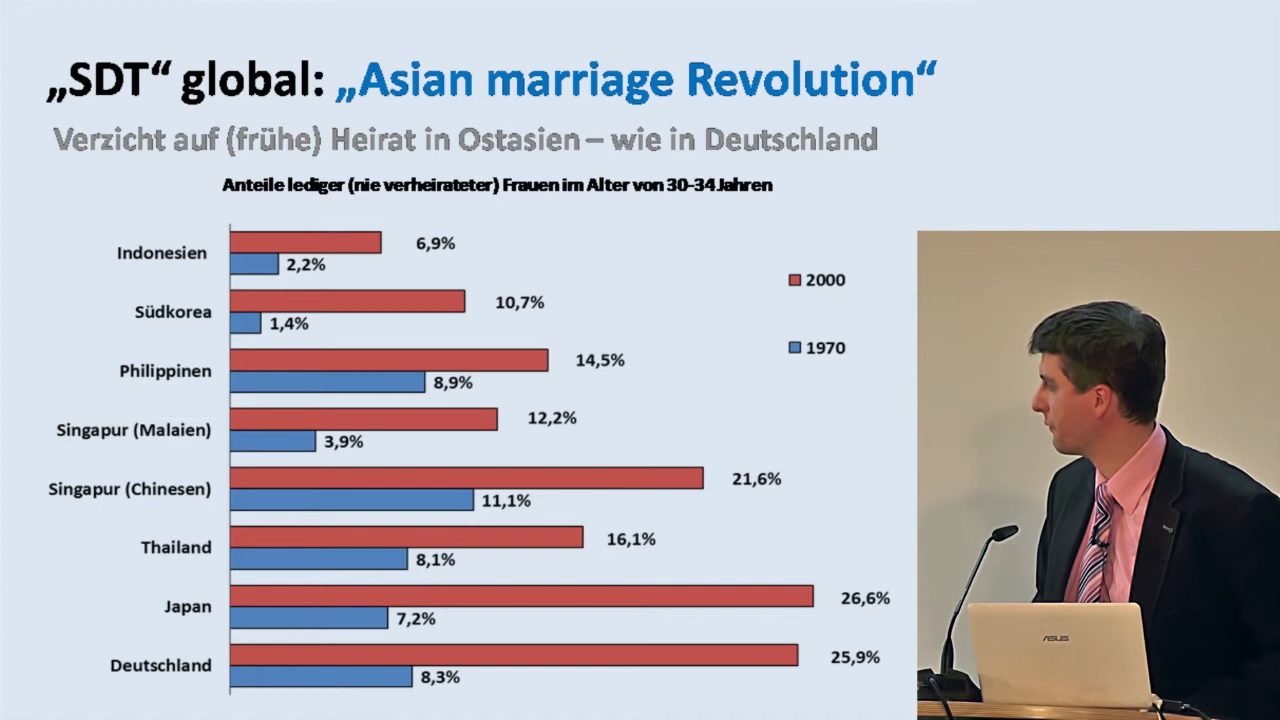 „SDT“ global: „Asian marriage Revolution“
Verzicht auf (frühe) Heirat in Ostasien – wie in Deutschland
Anteile lediger (nie verheirateter) Frauen im Alter von 30-34 Jahren
Indonesien 6,9% 2,2%
2000
Südkorea 10,7% 1,4%
1970
Philippinen 14,5% 8,9%
Singapur (Malaien) 12,2% 3,9%
Singapur (Chinesen) 21,6% 11,1%
Thailand 16,1% 8,1%
Japan 26,6% 7,2%
Deutschland 25,9% 8,3%
ASUS